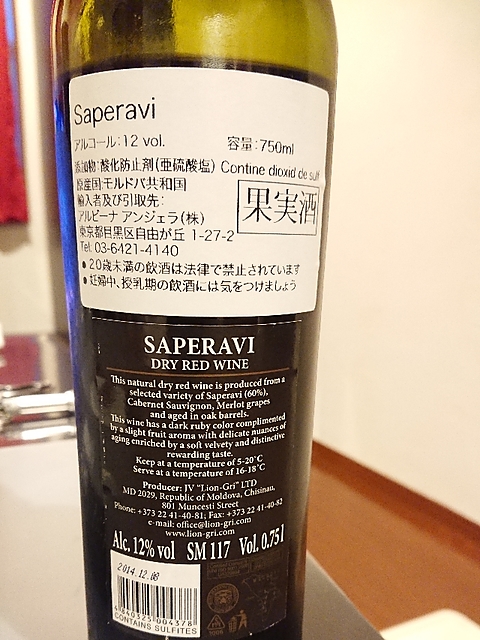 Saperavi
アルコール:12 vol. 容量:750ml
添加物:酸化防止剤(亜硫酸塩) Contine dioxid de sulf
原産国:モルドバ共和国
輸入者及び引取先:
果実酒
アルビーナ アンジェラ(株)
東京都目黒区自由が丘 1-27-2
Tel: 03-6421-4140
● 20歳未満の飲酒は法律で禁止されています
● 妊娠中、授乳期の飲酒には気をつけましょう
SAPERAVI
DRY RED WINE
This natural dry red wine is produced from a
selected variety of Saperavi (60%),
Cabernet Sauvignon, Merlot grapes
and aged in oak barrels.
This wine has a dark ruby color complimented
by a slight fruit aroma with delicate nuances of
aging enriched by a soft velvety and distinctive
rewarding taste.
Keep at a temperature of 5-20°C
Serve at a temperature of 16-18°C
Producer: JV "Lion-Gri" LTD
MD 2029, Republic of Moldova, Chisinau,
801 Muncesti Street
Phone: +373 22 41-40-81; Fax: +373 22 41-40-82
e-mail: office@lion-gri.com
www.lion-gri.com
Alc. 12% vol SM 117 Vol. 0.75 l
2014.12.08
4 840325 004378
CONTAINS SULFITES